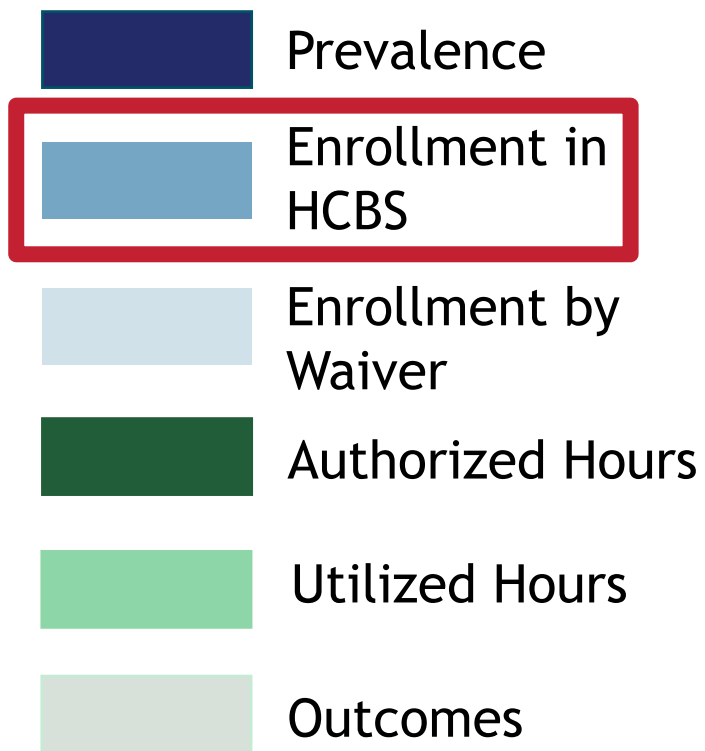 Prevalence
Enrollment in
HCBS
Enrollment by
Waiver
Authorized Hours
Utilized Hours
Outcomes